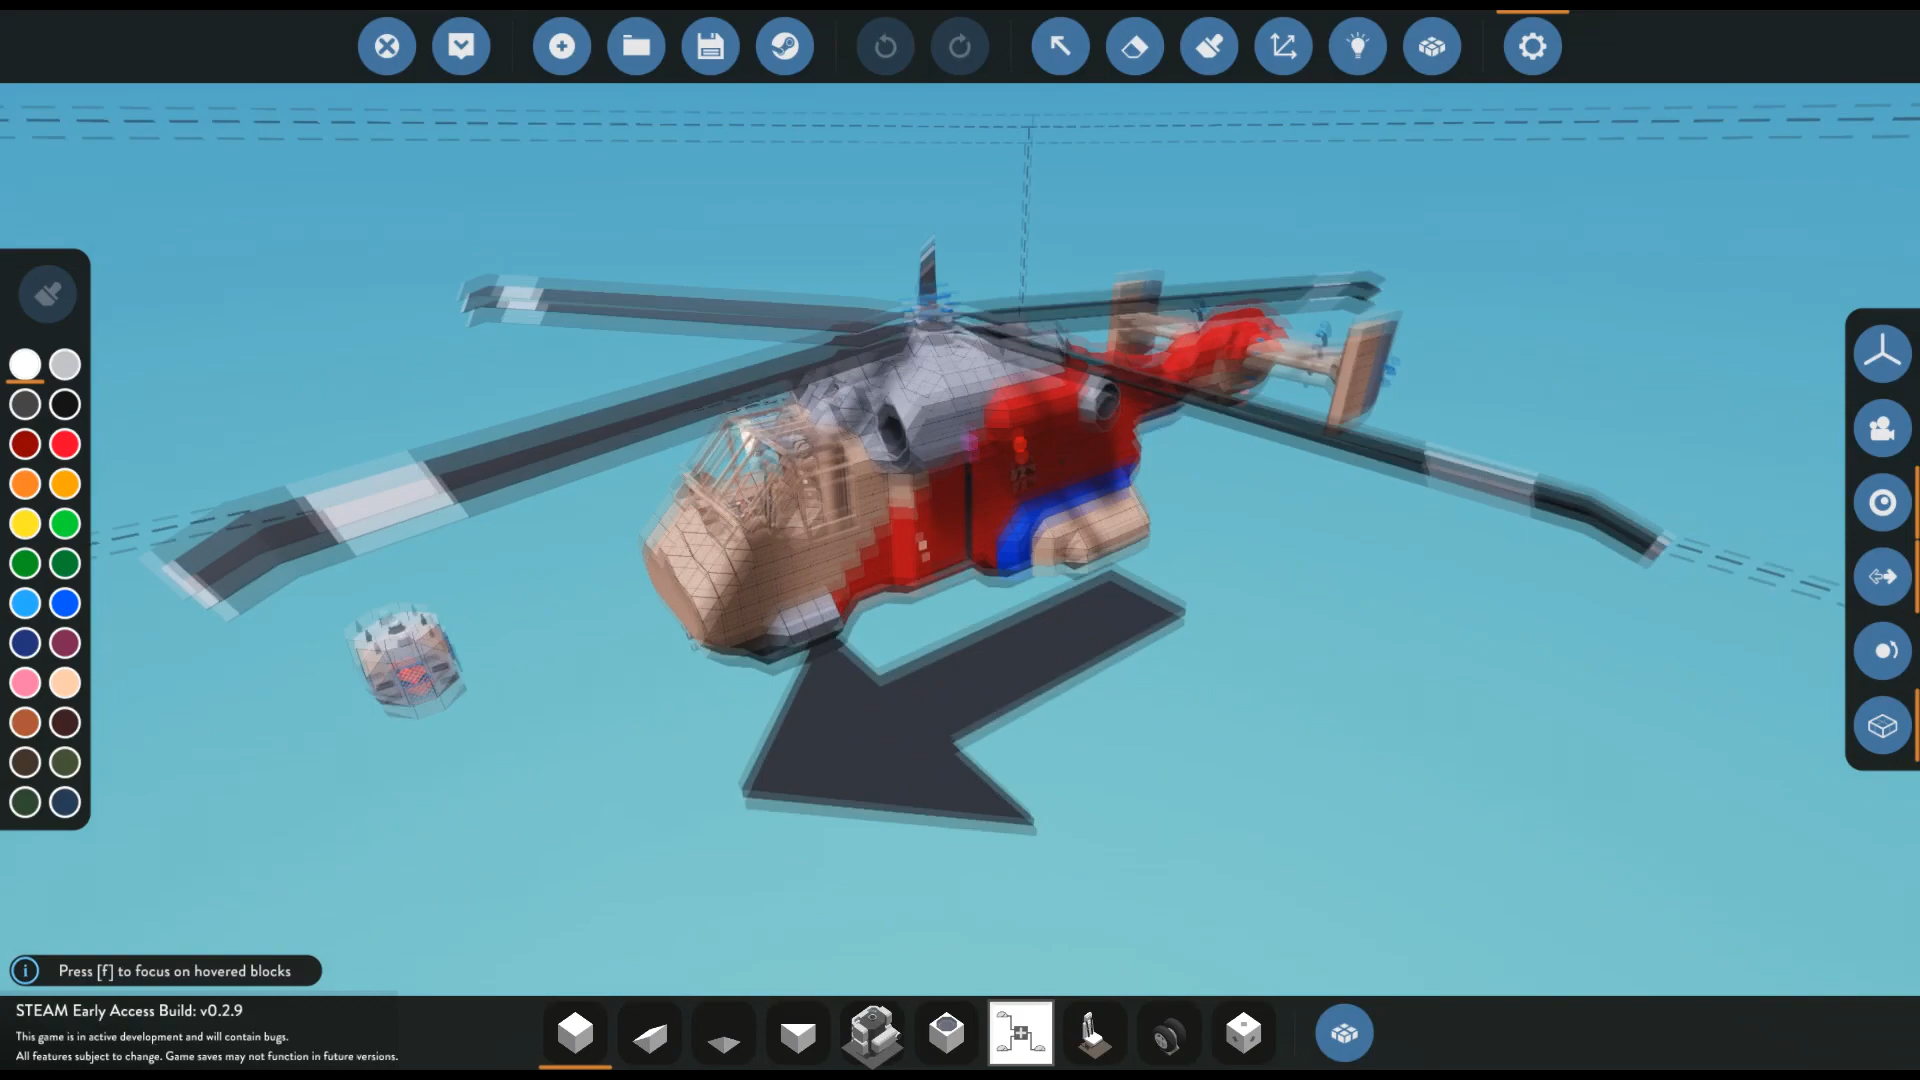 Press [f] to focus on hovered blocks
STEAM Early Access Build: v0.2.9
This game is in active development and will contain bugs.
All features subject to change. Game saves may not function in future versions.